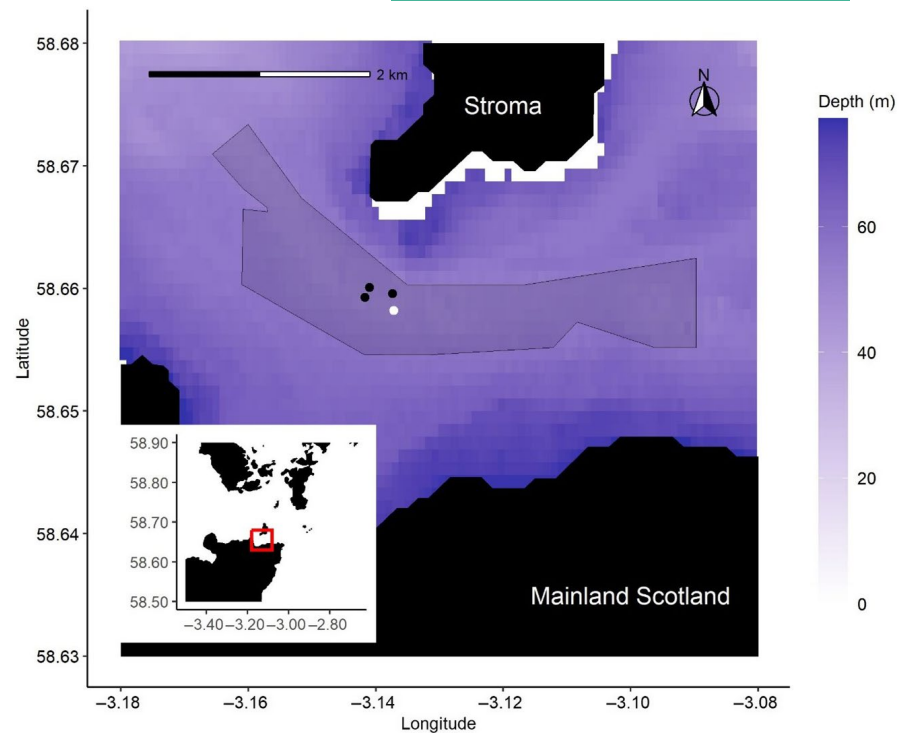 58.68
58.67
58.66
58.65
58.64
58.63
Latitude
2 km
Stroma
N
Depth (m)
60
40
20
0
58.90
58.80
58.70
58.60
58.50
−3.40 −3.20 −3.00 −2.80
Mainland Scotland
−3.18 −3.16 −3.14 −3.12 −3.10 −3.08
Longitude